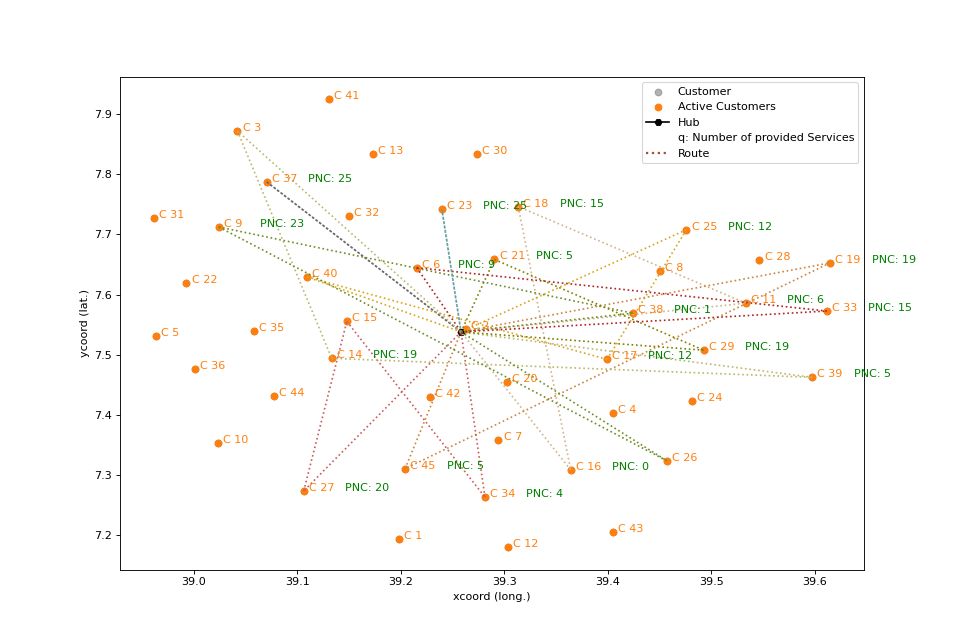 C 41
7.9
C 3
C 13
C 30
7.8
C 37 PNC: 25
C 31
C 32
C 23 PNC: 25
C 18 PNC: 15
C 9 PNC: 23
C 25 PNC: 12
7.7
C 21 PNC: 5
C 28
C 19 PNC: 19
C 6 PNC: 9
C 8
C 40
C 22
7.6
C 11 PNC: 6
C 33 PNC: 15
C 38 PNC: 1
C 15
C 5
C 35
C 2
7.5
C 14 PNC: 19
C 17 PNC: 12
C 29 PNC: 19
C 36
C 39 PNC: 5
C 20
C 44
C 42
C 24
7.4
C 4
C 10
C 7
7.3
C 45 PNC: 5
C 16 PNC: 0
C 26
C 27 PNC: 20
C 34 PNC: 4
7.2
C 1
C 12
C 43
39.0 39.1 39.2 39.3 39.4 39.5 39.6
xcoord (long.)
ycoord (lat.)
Customer
Active Customers
Hub
q: Number of provided Services
Route